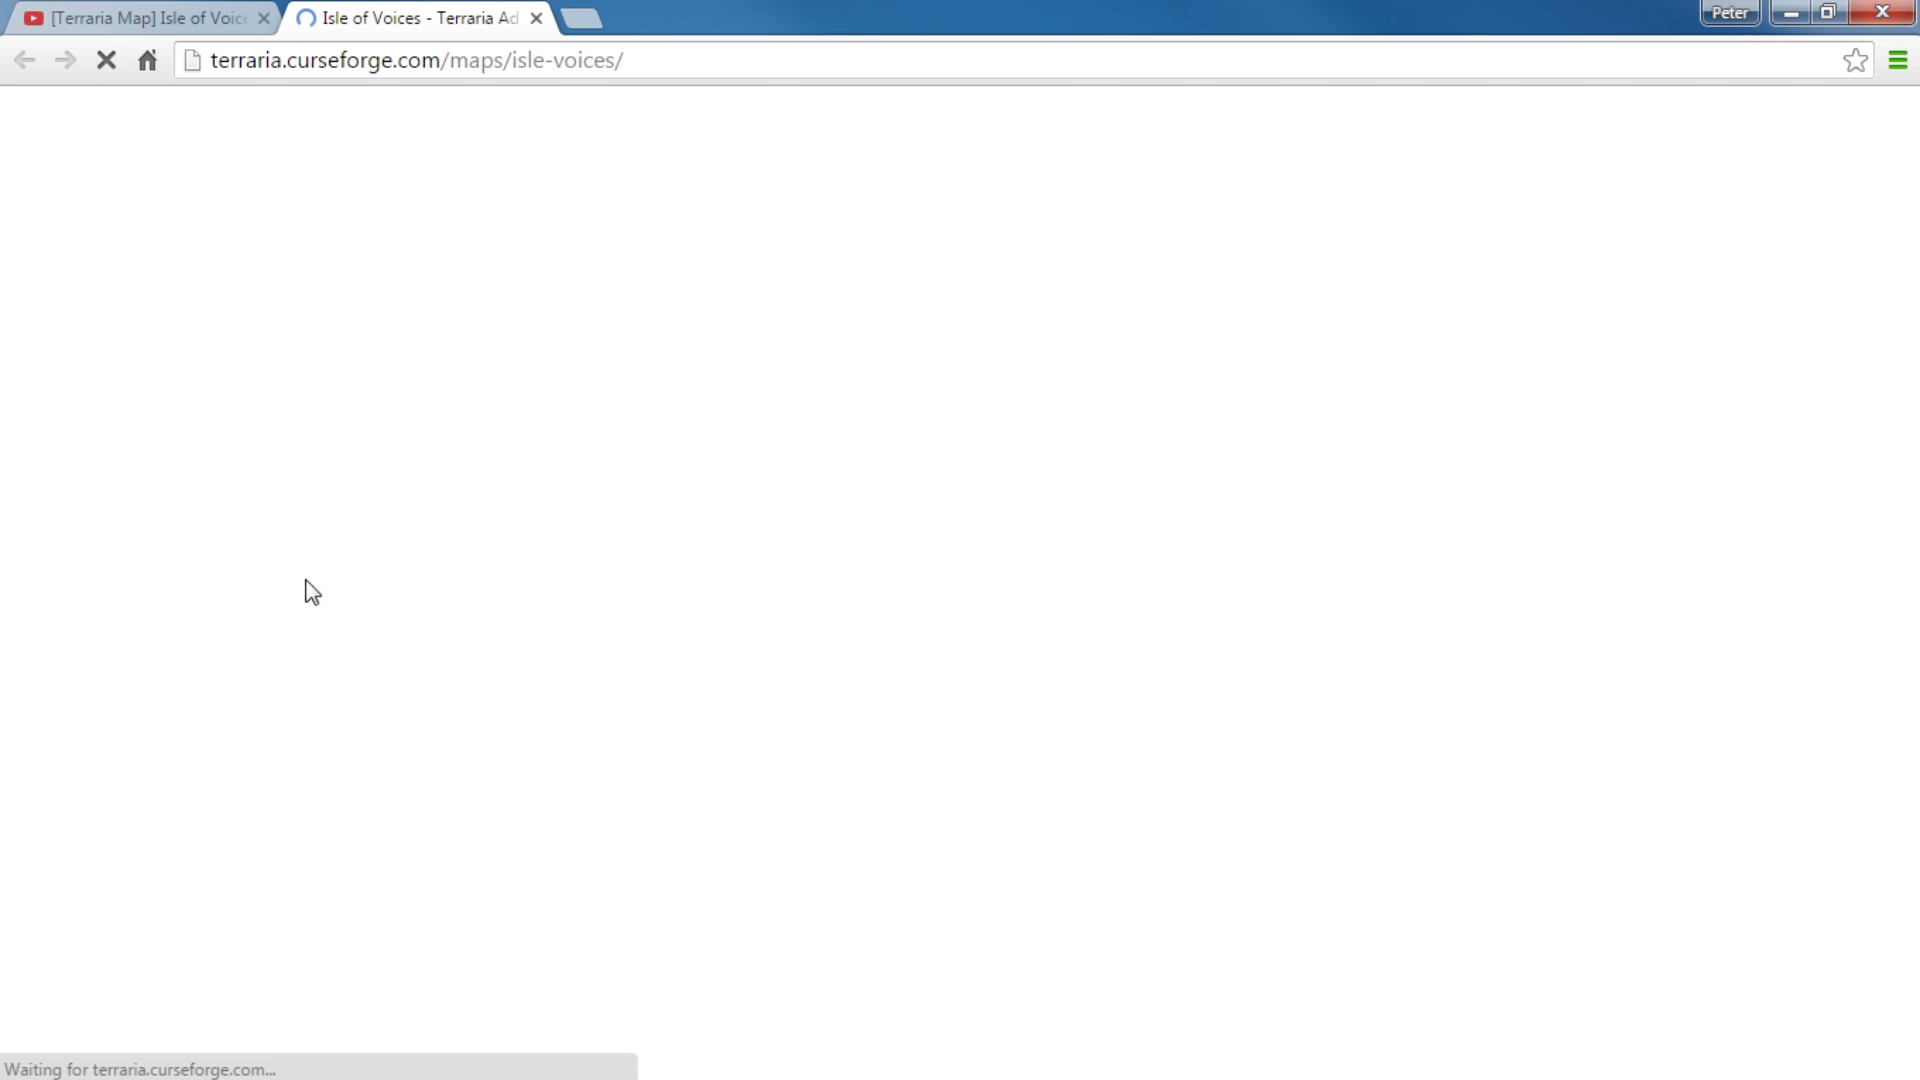 [Terraria Map] Isle of Voice
Isle of Voices - Terraria Ad
Peter
terraria.curseforge.com/maps/isle-voices/
Waiting for terraria.curseforge.com...